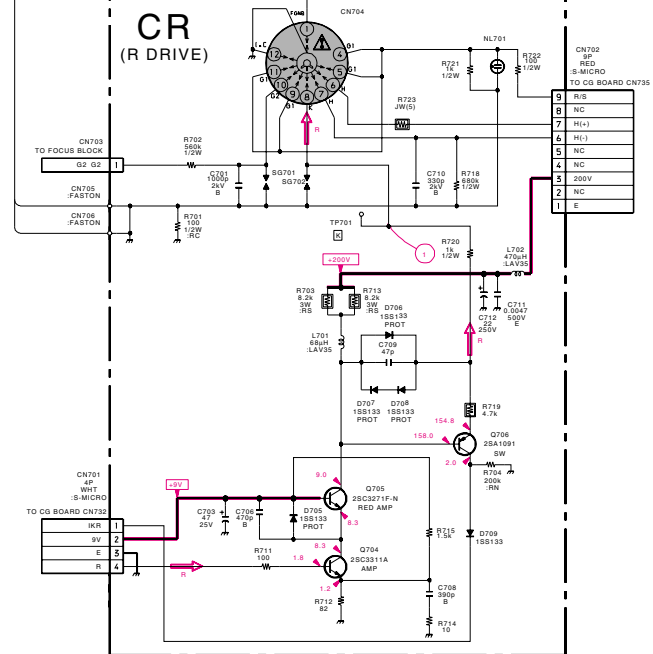 CR
(R DRIVE)
CN704
FGMB
1
I.C
12
11
G1
10
G2
9
G1
8
K
7
H
6
H
5
G1
4
G1
R721
1k
1/2W
NL701
R722
100
1/2W
CN702
9P
RED
:S-MICRO
TO CG BOARD CN735
9 R/S
8 NC
7 H(+)
6 H(-)
5 NC
4 NC
3 200V
2 NC
1 E
R723
JW(5)
R
CN703
TO FOCUS BLOCK
G2 G2 1
R702
560k
1/2W
C701
1000p
2kV
B
SG701
SG702
C710
330p
2kV
B
R718
680k
1/2W
CN705
:FASTON
CN706
:FASTON
R701
100
1/2W
:RC
TP701
K
1
R720
1k
1/2W
L702
470μH
:LAV35
+200V
R703
8.2k
3W
:RS
R713
8.2k
3W
:RS
C712
22
250V
C711
0.0047
500V
E
D706
1SS133
PROT
L701
68μH
:LAV35
C709
47p
R
D707
1SS133
PROT
D708
1SS133
PROT
R719
4.7k
154.8
158.0
Q706
2SA1091
SW
2.0
R704
200k
:RN
CN701
4P
WHT
:S-MICRO
TO CG BOARD CN732
IKR 1
9V 2
E 3
R 4
+9V
9.0
Q705
2SC3271F-N
RED AMP
8.3
C703
47
25V
C706
470p
B
D705
1SS133
PROT
R715
1.5k
D709
1SS133
R711
100
8.3
1.8
Q704
2SC3311A
AMP
1.2
R
R712
82
C708
390p
B
R714
10